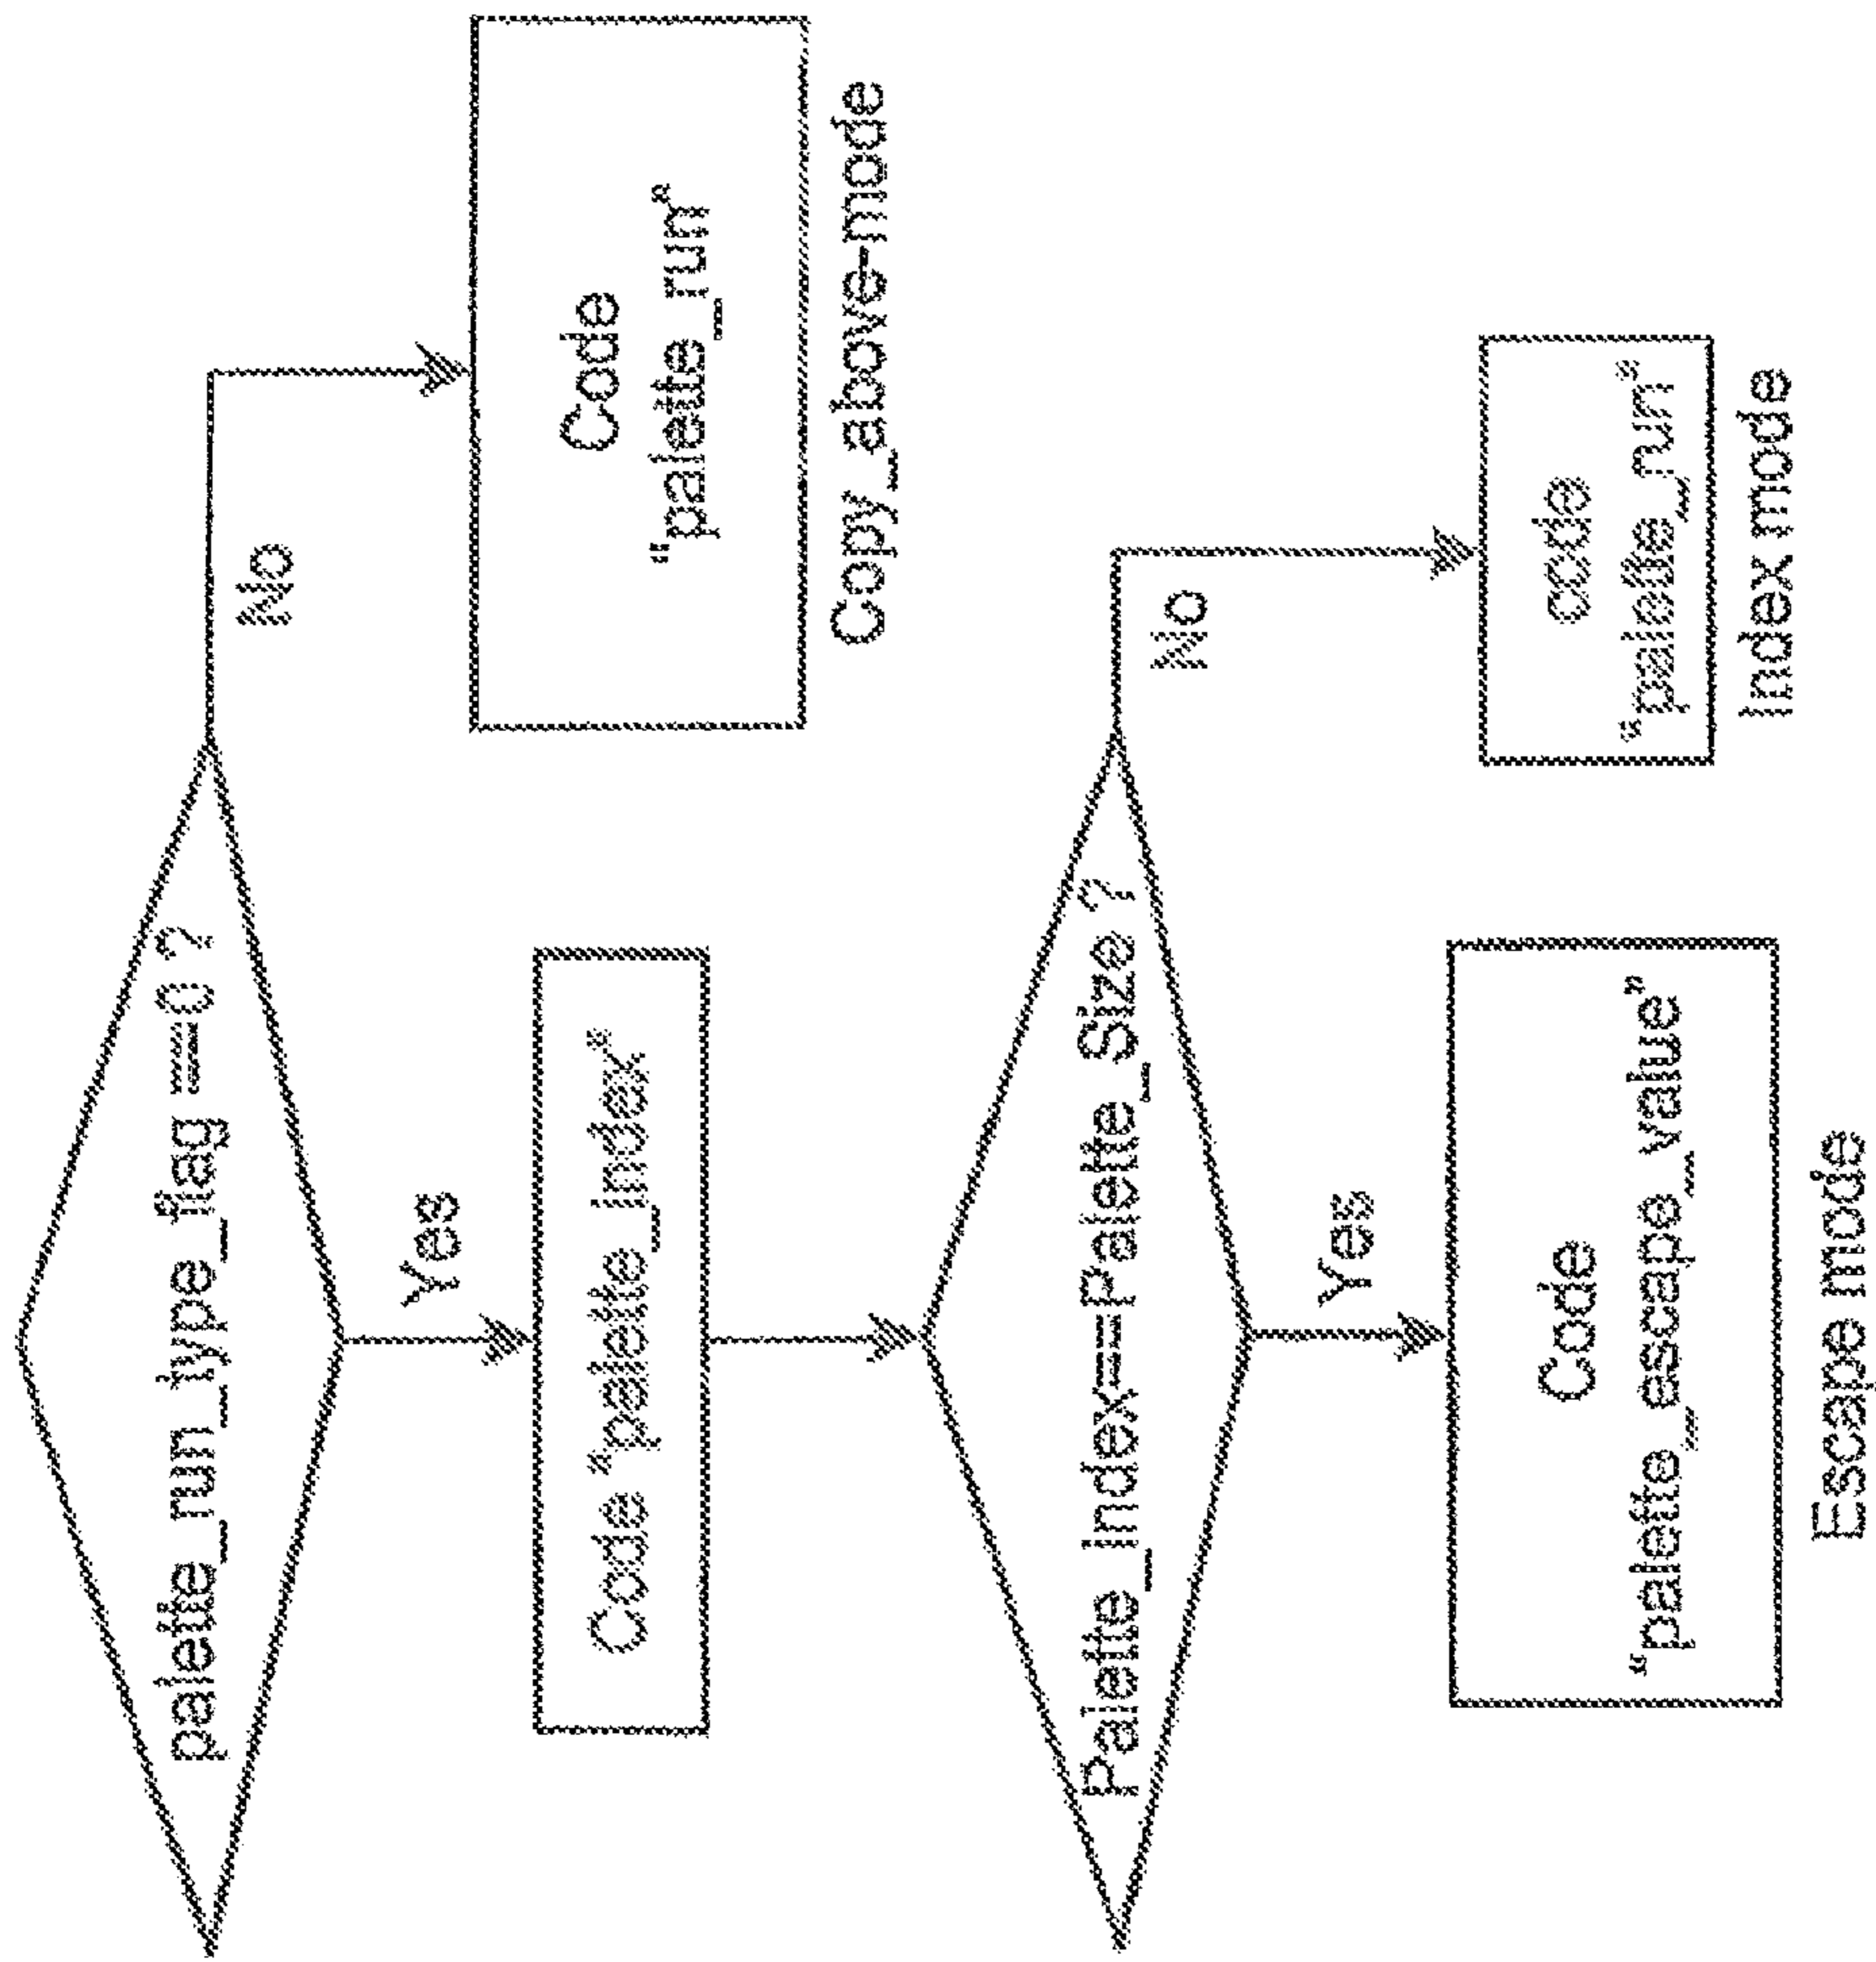 palette_run_type_flag ==0 ?
No
Yes
Code
"palette_run"
Copy_above-mode
Code "palette_index"
Palette_Index==Palette_Size ?
No
Yes
code
"palette_run"
Index mode
Code
"palette_escape_value"
Escape mode